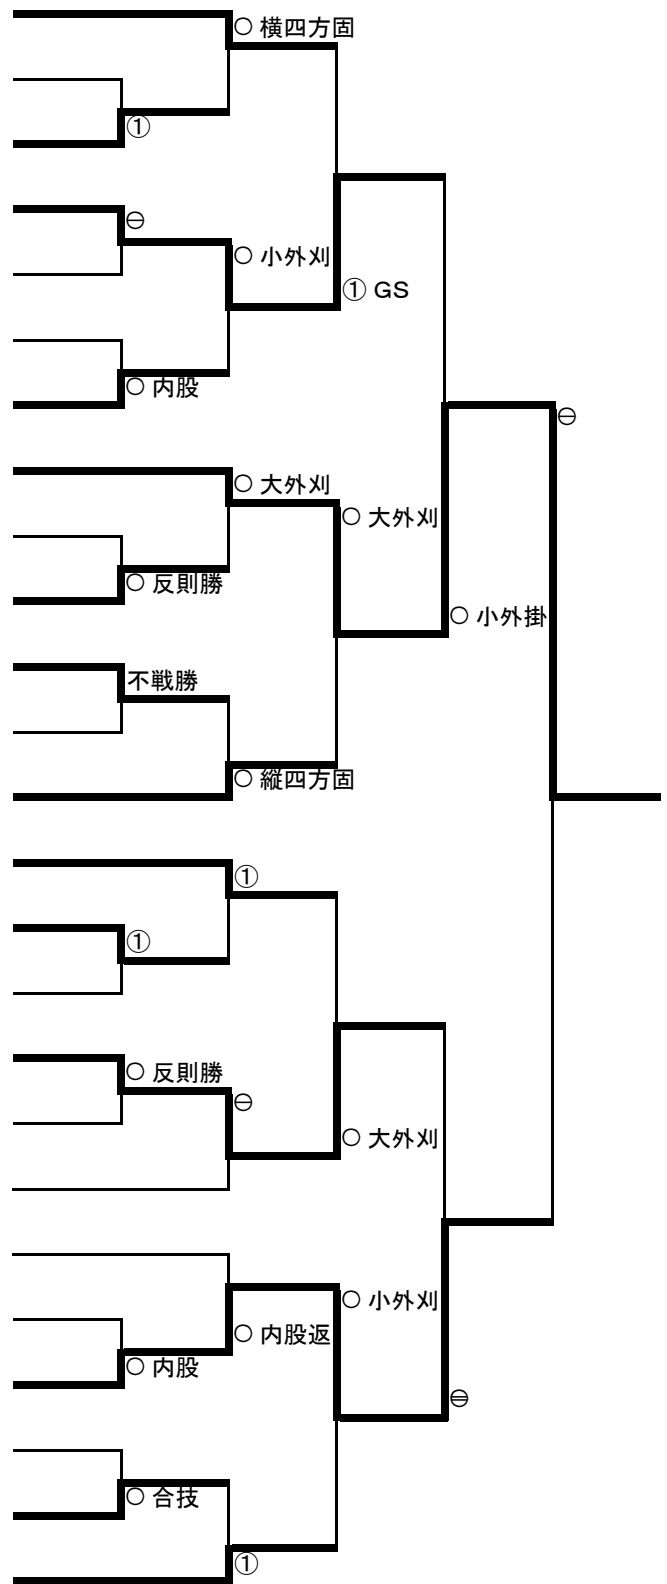 ○ 横四方固
①
⊖
○ 小外刈
① GS
○ 内股
⊖
○ 大外刈
○ 大外刈
○ 反則勝
○ 小外掛
不戦勝
○ 縦四方固
①
①
○ 反則勝
⊖
○ 大外刈
○ 小外刈
○ 内股返
○ 内股
⊜
○ 合技
①